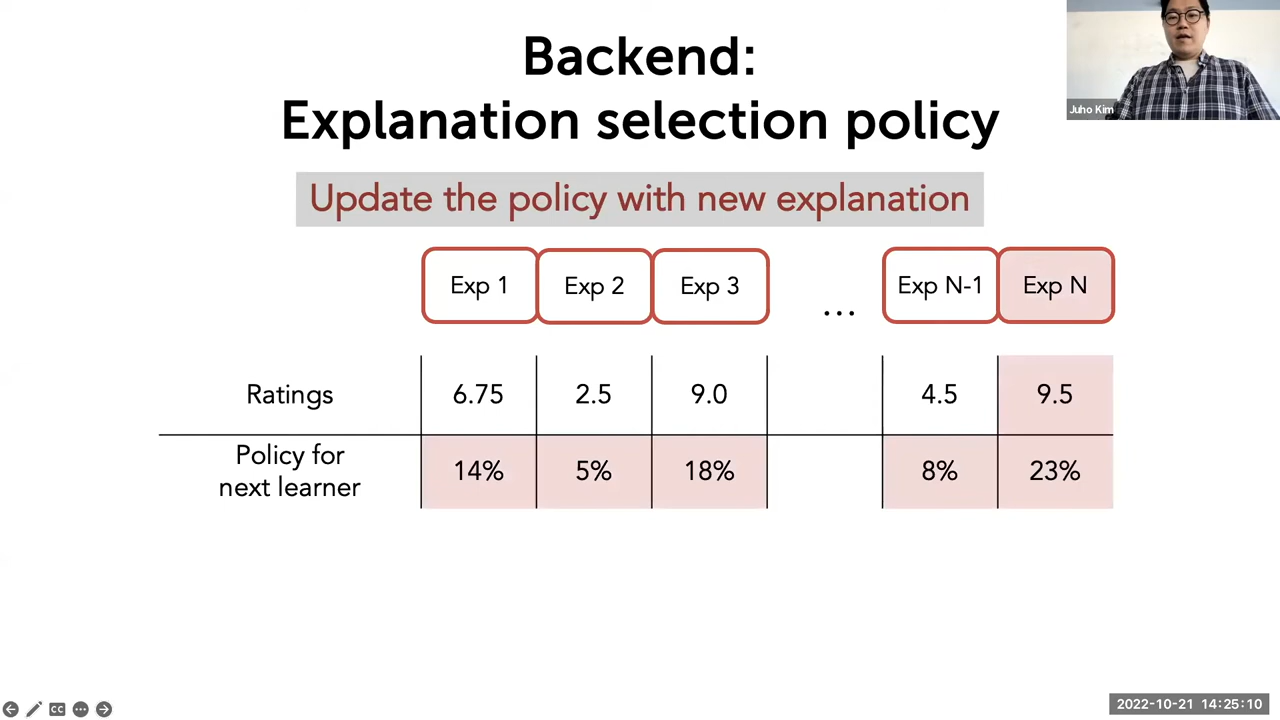 Backend:
Explanation selection policy
Juho Kim
Update the policy with new explanation
Exp 1 Exp 2 Exp 3 ... Exp N-1 Exp N
Ratings 6.75 2.5 9.0 4.5 9.5
Policy for
next learner 14% 5% 18% 8% 23%
CC
2022-10-21 14:25:10